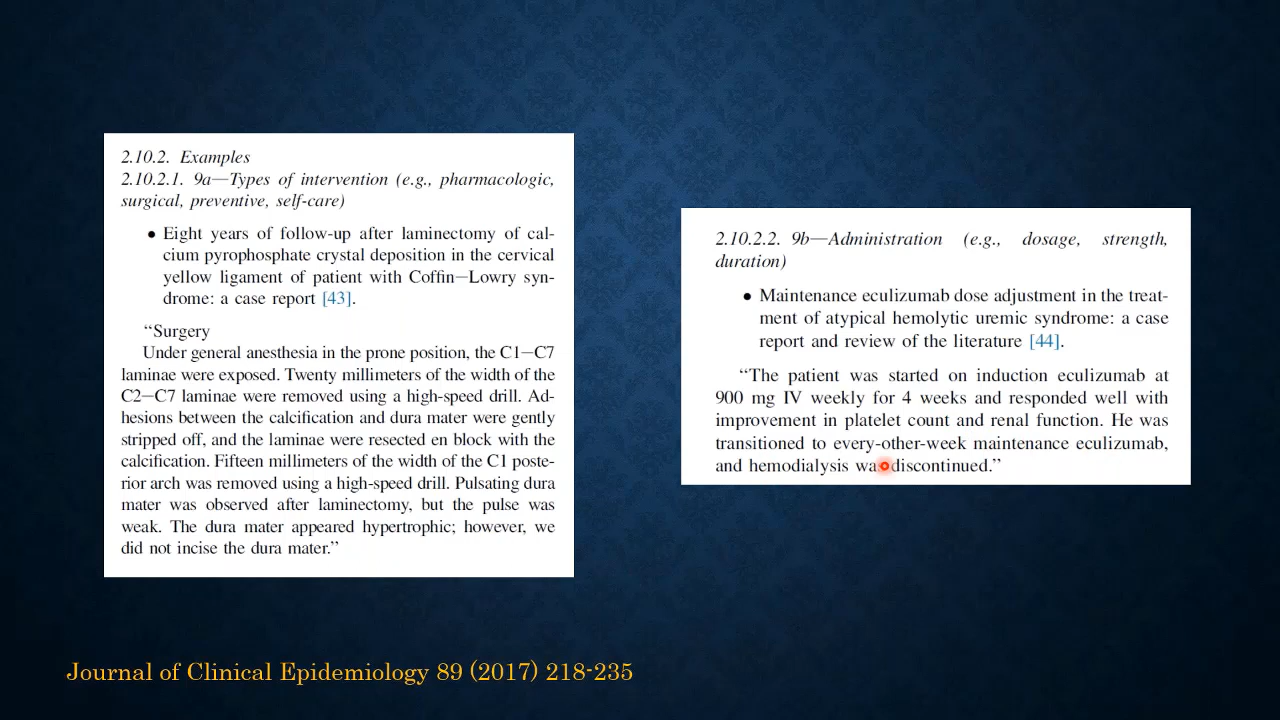 2.10.2. Examples
2.10.2.1. 9a—Types of intervention (e.g., pharmacologic,
surgical, preventive, self-care)
• Eight years of follow-up after laminectomy of cal-
cium pyrophosphate crystal deposition in the cervical
yellow ligament of patient with Coffin−Lowry syn-
drome: a case report [43].
“Surgery
Under general anesthesia in the prone position, the C1−C7
laminae were exposed. Twenty millimeters of the width of the
C2−C7 laminae were removed using a high-speed drill. Ad-
hesions between the calcification and dura mater were gently
stripped off, and the laminae were resected en block with the
calcification. Fifteen millimeters of the width of the C1 poste-
rior arch was removed using a high-speed drill. Pulsating dura
mater was observed after laminectomy, but the pulse was
weak. The dura mater appeared hypertrophic; however, we
did not incise the dura mater.”
2.10.2.2. 9b—Administration (e.g., dosage, strength,
duration)
• Maintenance eculizumab dose adjustment in the treat-
ment of atypical hemolytic uremic syndrome: a case
report and review of the literature [44].
“The patient was started on induction eculizumab at
900 mg IV weekly for 4 weeks and responded well with
improvement in platelet count and renal function. He was
transitioned to every-other-week maintenance eculizumab,
and hemodialysis was discontinued.”
Journal of Clinical Epidemiology 89 (2017) 218-235